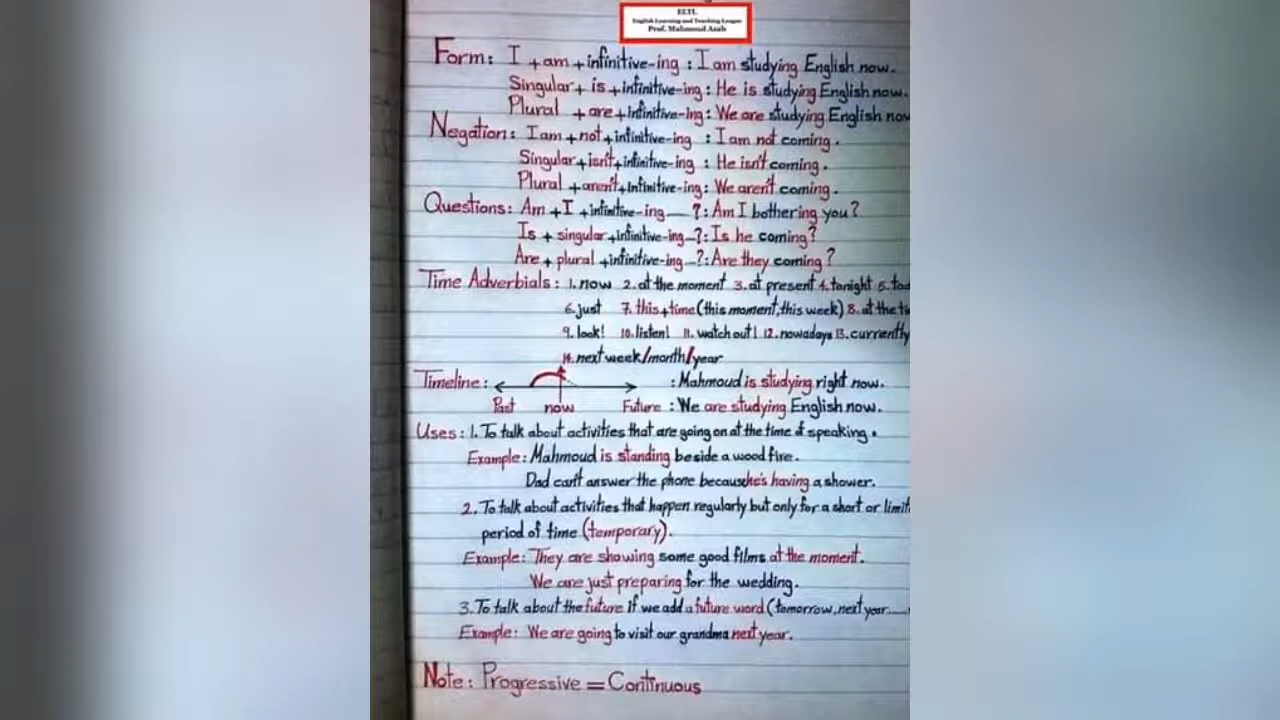 ELTL
English Learning and Teaching League
Prof. Mahmoud Azab
Form: I +am +infinitive-ing : I am studying English now.
Singular+ is +infinitive-ing : He is studying English now.
Plural +are+infinitive-ing : We are studying English now
Negation: I am +not +infinitive-ing : I am not coming.
Singular+isn't+infinitive-ing : He isn't coming.
Plural +aren't+infinitive-ing: We aren't coming.
Questions: Am +I +infinitive-ing....? : Am I bothering you?
Is + singular+infinitive-ing...?: Is he coming?
Are + plural +infinitive-ing...?: Are they coming?
Time Adverbials: 1. now 2. at the moment 3. at present 4. tonight 5.
6. just 7. this+time (this moment, this week) 8. at the
9. look! 10. listen! 11. watch out! 12. nowadays 13. currently
14. next week/month/year
Timeline: : Mahmoud is studying right now.
Past now Future : We are studying English now.
Uses: 1. To talk about activities that are going on at the time of speaking.
Example: Mahmoud is standing beside a wood fire.
Dad can't answer the phone because he's having a shower.
2. To talk about activities that happen regularly but only for a short or
period of time (temporary).
Example: They are showing some good films at the moment.
We are just preparing for the wedding.
3. To talk about the future if we add a future word (tomorrow, next year......
Example: We are going to visit our grandma next year.
Note: Progressive = Continuous